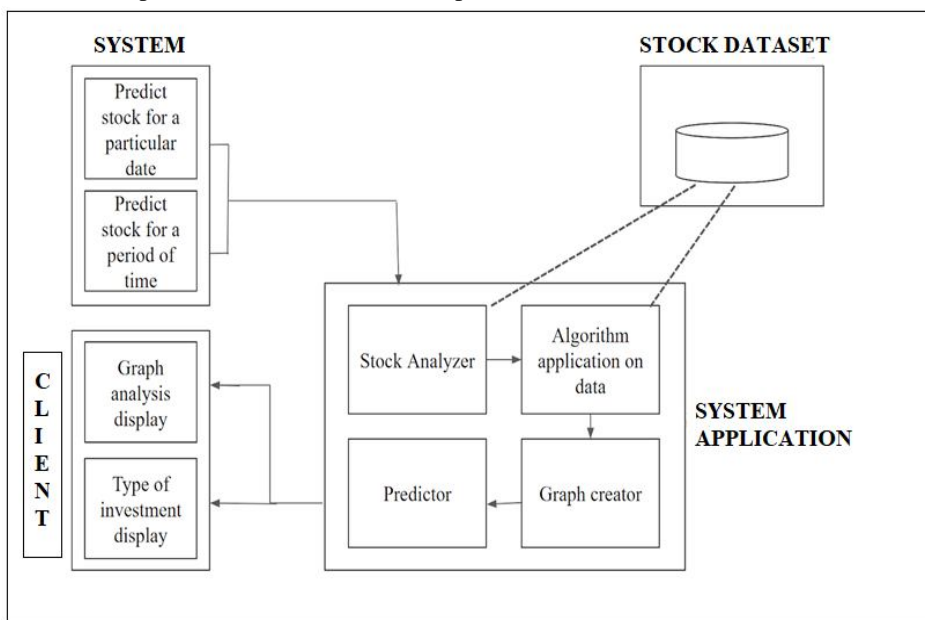 SYSTEM
Predict
stock for a
particular
date
Predict
stock for a
period of
time
STOCK DATASET
C
L
I
E
N
T
Graph
analysis
display
Type of
investment
display
Stock Analyzer
Algorithm
application on
data
Predictor
Graph creator
SYSTEM
APPLICATION